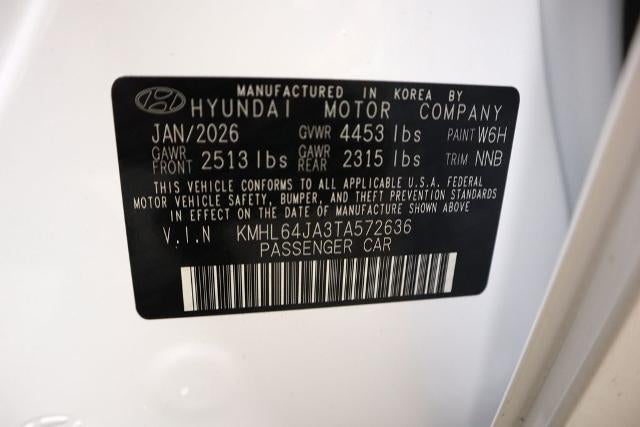 MANUFACTURED IN KOREA BY
HYUNDAI MOTOR COMPANY
JAN/2026 GVWR 4453 lbs PAINT W6H
GAWR FRONT 2513 lbs GAWR REAR 2315 lbs TRIM NNB
THIS VEHICLE CONFORMS TO ALL APPLICABLE U.S.A. FEDERAL
MOTOR VEHICLE SAFETY, BUMPER, AND THEFT PREVENTION STANDARDS
IN EFFECT ON THE DATE OF MANUFACTURE SHOWN ABOVE
V.I.N KMHL64JA3TA572636
PASSENGER CAR